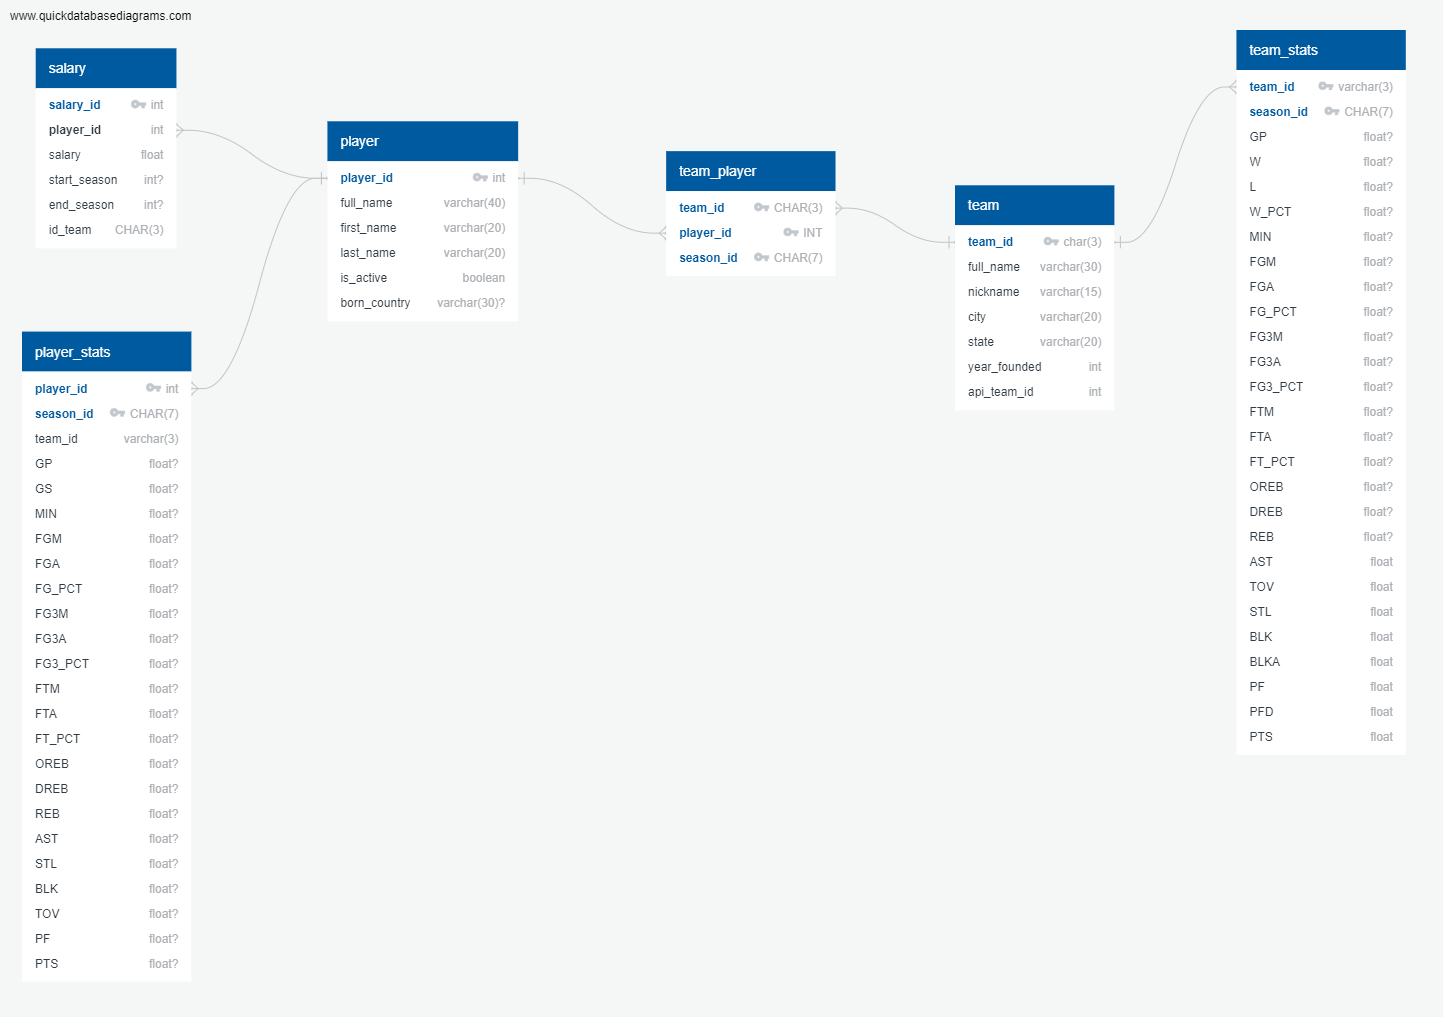 www.quickdatabasediagrams.com
salary
salary_id int
player_id int
salary float
start_season int?
end_season int?
id_team CHAR(3)
player_stats
player_id int
season_id CHAR(7)
team_id varchar(3)
GP float?
GS float?
MIN float?
FGM float?
FGA float?
FG_PCT float?
FG3M float?
FG3A float?
FG3_PCT float?
FTM float?
FTA float?
FT_PCT float?
OREB float?
DREB float?
REB float?
AST float?
STL float?
BLK float?
TOV float?
PF float?
PTS float?
player
player_id int
full_name varchar(40)
first_name varchar(20)
last_name varchar(20)
is_active boolean
born_country varchar(30)?
team_player
team_id CHAR(3)
player_id INT
season_id CHAR(7)
team
team_id char(3)
full_name varchar(30)
nickname varchar(15)
city varchar(20)
state varchar(20)
year_founded int
api_team_id int
team_stats
team_id varchar(3)
season_id CHAR(7)
GP float?
W float?
L float?
W_PCT float?
MIN float?
FGM float?
FGA float?
FG_PCT float?
FG3M float?
FG3A float?
FG3_PCT float?
FTM float?
FTA float?
FT_PCT float?
OREB float?
DREB float?
REB float?
AST float
TOV float
STL float
BLK float
BLKA float
PF float
PFD float
PTS float